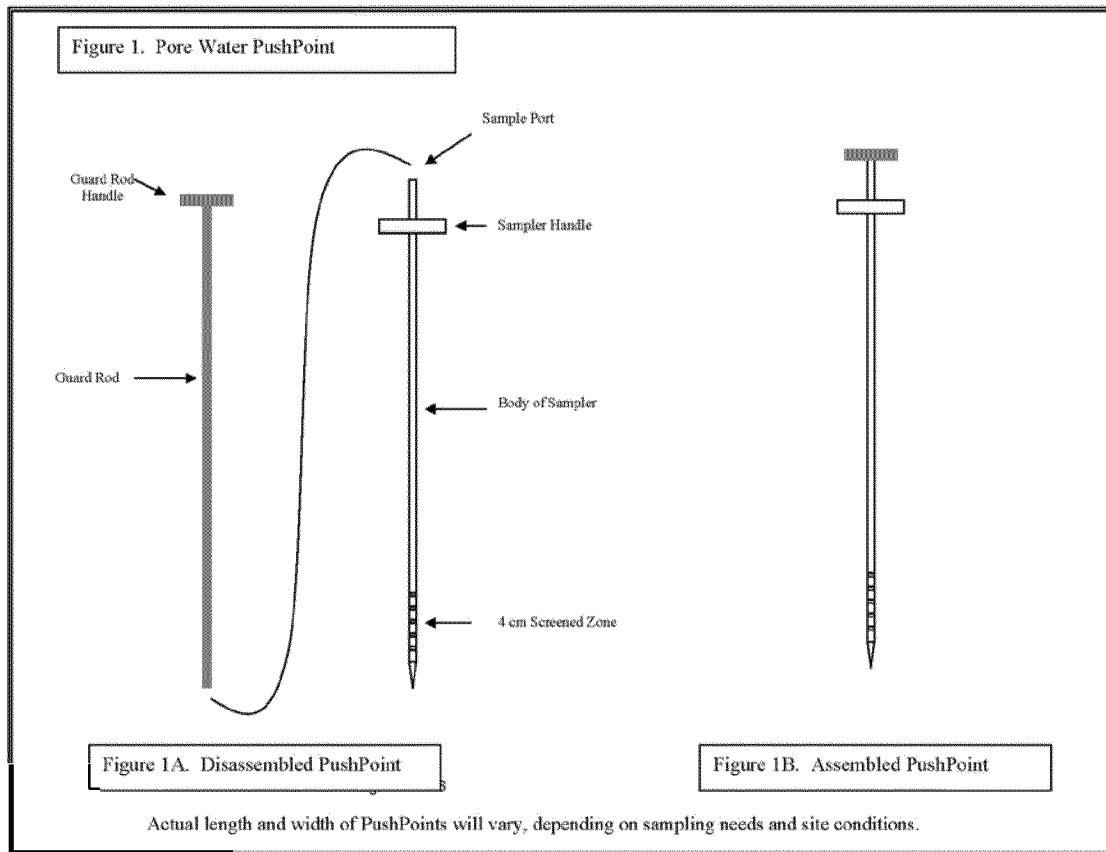 Figure 1. Pore Water PushPoint
Sample Port
Guard Rod
Handle
Sampler Handle
Guard Rod
Body of Sampler
4 cm Screened Zone
Figure 1A. Disassembled PushPoint
Figure 1B. Assembled PushPoint
Actual length and width of PushPoints will vary, depending on sampling needs and site conditions.